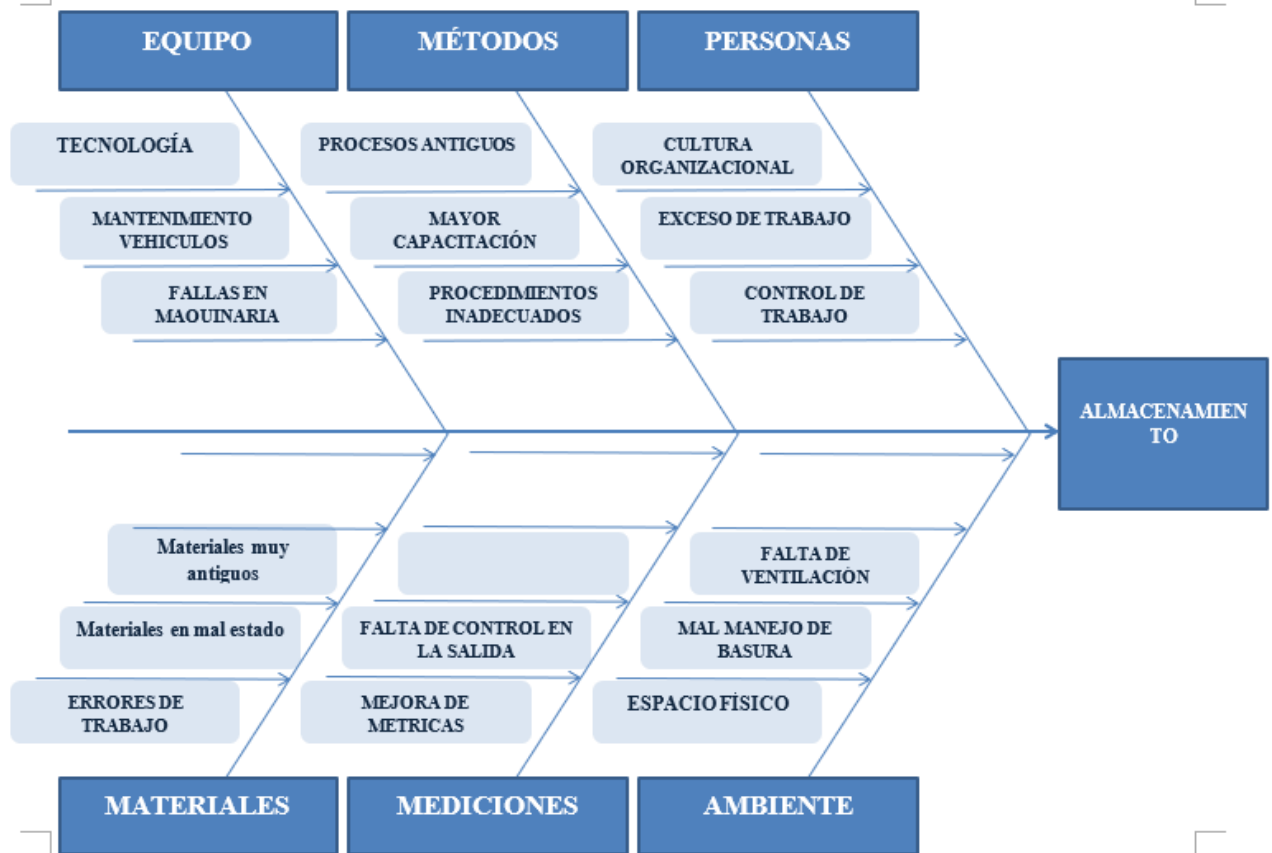 EQUIPO
MÉTODOS
PERSONAS
TECNOLOGÍA
PROCESOS ANTIGUOS
CULTURA
ORGANIZACIONAL
MANTENIMIENTO
VEHICULOS
MAYOR
CAPACITACIÓN
EXCESO DE TRABAJO
FALLAS EN
MAQUINARIA
PROCEDIMIENTOS
INADECUADOS
CONTROL DE
TRABAJO
ALMACENAMIEN
TO
Materiales muy
antiguos
FALTA DE
VENTILACIÓN
Materiales en mal estado
FALTA DE CONTROL EN
LA SALIDA
MAL MANEJO DE
BASURA
ERRORES DE
TRABAJO
MEJORA DE
METRICAS
ESPACIO FÍSICO
MATERIALES
MEDICIONES
AMBIENTE